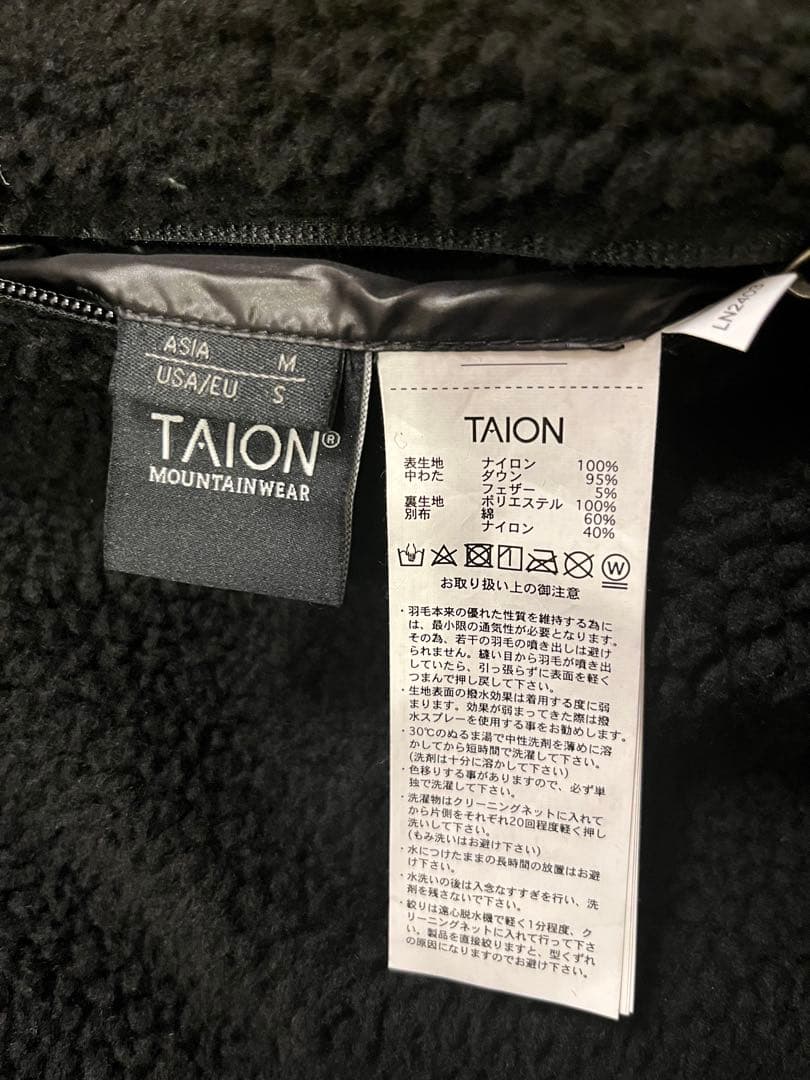 ASIA M
USA/EU S
TAION®
MOUNTAINWEAR
TAION
表生地 ナイロン 100%
中わた ダウン 95%
フェザー 5%
裏生地 ポリエステル 100%
別布 綿 60%
ナイロン 40%
W
お取り扱い上の御注意
・羽毛本来の優れた性質を維持する為に
は、最小限の通気性が必要となります。
その為、若干の羽毛の噴き出しは避け
られません。縫い目から羽毛が噴き出
していたら、引っ張らずに表面を軽く
つまんで押し戻して下さい。
・生地表面の撥水効果は着用する度に弱
まります。効果が弱まってきた際は撥
水スプレーを使用する事をお勧めします。
・30℃のぬるま湯で中性洗剤を薄めに溶
かしてから短時間で洗濯して下さい。
(洗剤は十分に溶かして下さい)
・色移りする事がありますので、必ず単
独で洗濯して下さい。
・洗濯物はクリーニングネットに入れて
から片側をそれぞれ20回程度軽く押し
洗いして下さい。
(もみ洗いはお避け下さい)
・水につけたままの長時間の放置はお避
け下さい。
・水洗いの後は入念なすすぎを行い、洗
剤を残さないで下さい。
・絞りは遠心脱水機で軽く1分程度、ク
リーニングネットに入れて行って下さ
い。製品を直接絞りますと、型くずれ
の原因になりますのでお避け下さい。